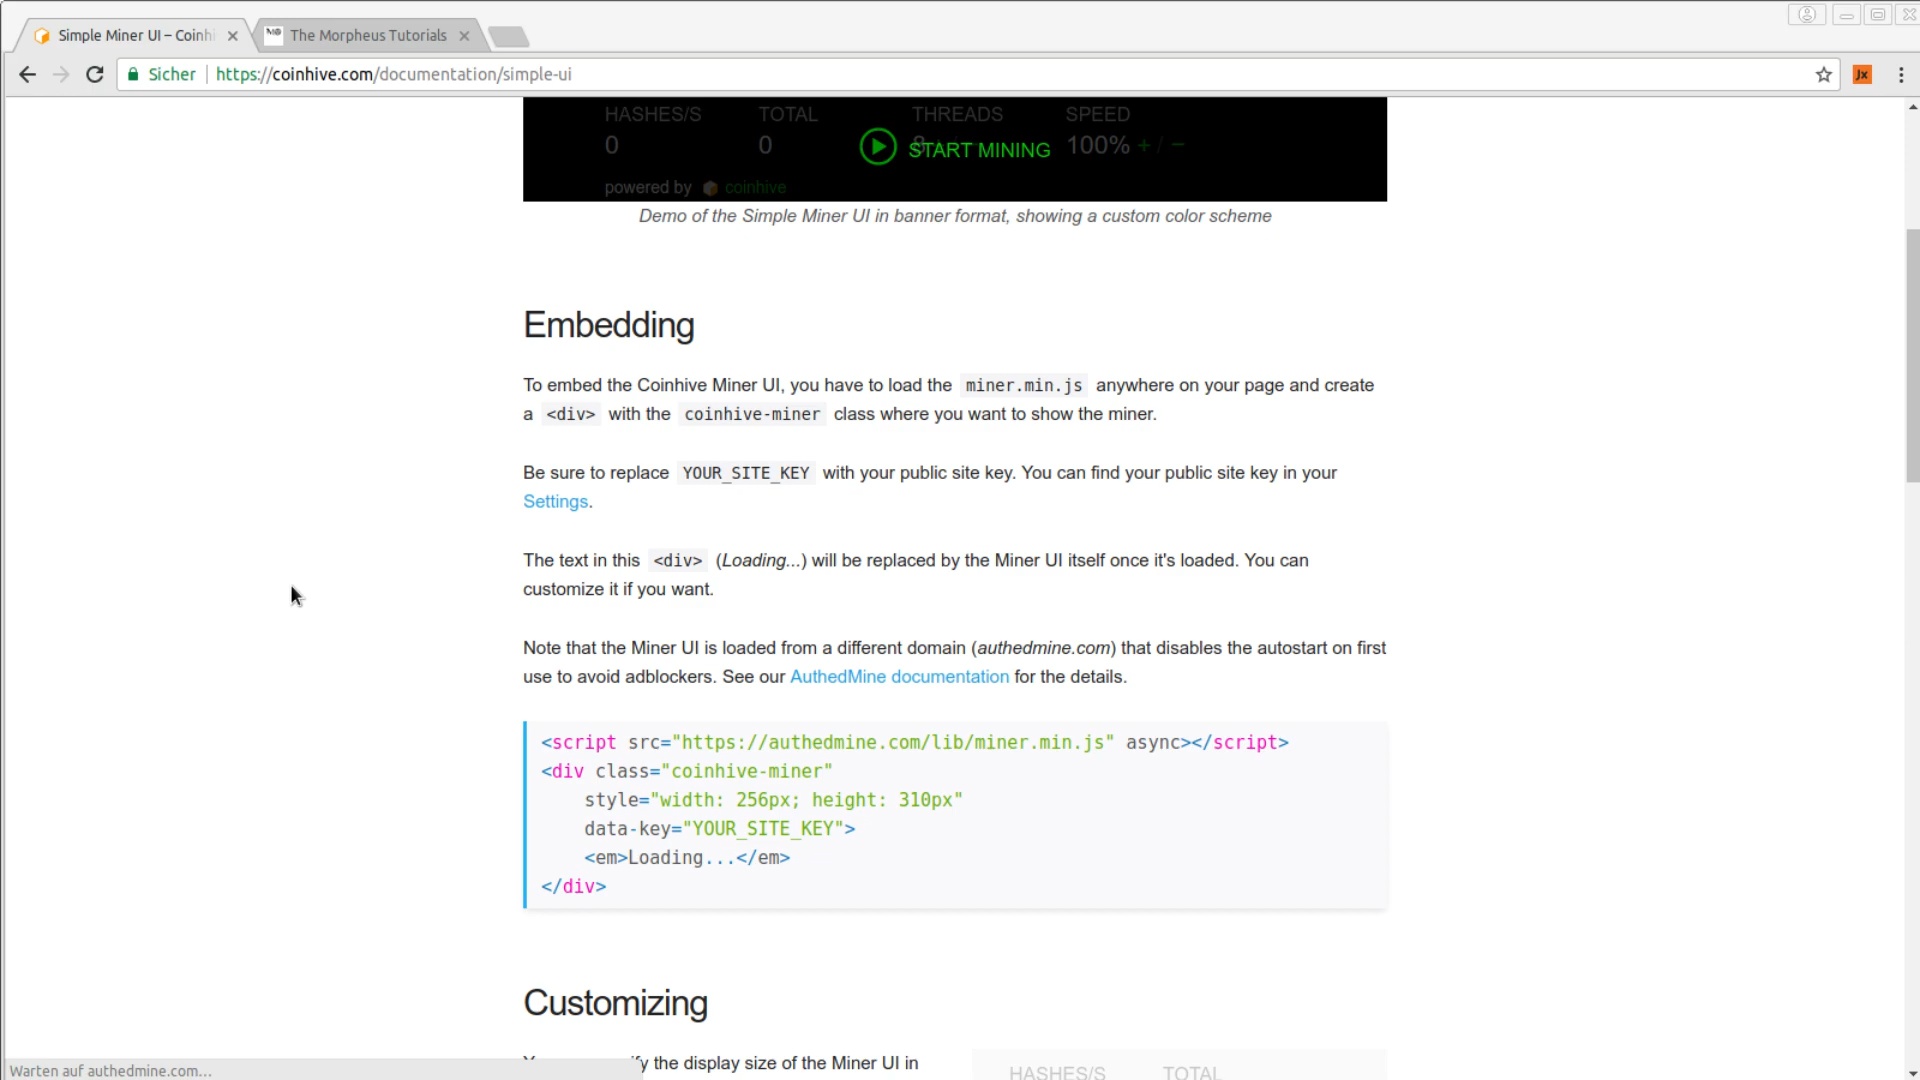 Simple Miner UI – Coinhi
The Morpheus Tutorials
Sicher https://coinhive.com/documentation/simple-ui
Jx
HASHES/S TOTAL THREADS SPEED
0 0 8 START MINING 100% + / −
powered by coinhive
Demo of the Simple Miner UI in banner format, showing a custom color scheme
Embedding
To embed the Coinhive Miner UI, you have to load the miner.min.js anywhere on your page and create
a <div> with the coinhive-miner class where you want to show the miner.
Be sure to replace YOUR_SITE_KEY with your public site key. You can find your public site key in your
Settings.
The text in this <div> (Loading...) will be replaced by the Miner UI itself once it's loaded. You can
customize it if you want.
Note that the Miner UI is loaded from a different domain (authedmine.com) that disables the autostart on first
use to avoid adblockers. See our AuthedMine documentation for the details.
<script src="https://authedmine.com/lib/miner.min.js" async></script>
<div class="coinhive-miner"
style="width: 256px; height: 310px"
data-key="YOUR_SITE_KEY">
<em>Loading...</em>
</div>
Customizing
the display size of the Miner UI in
HASHES/S TOTAL
Warten auf authedmine.com...